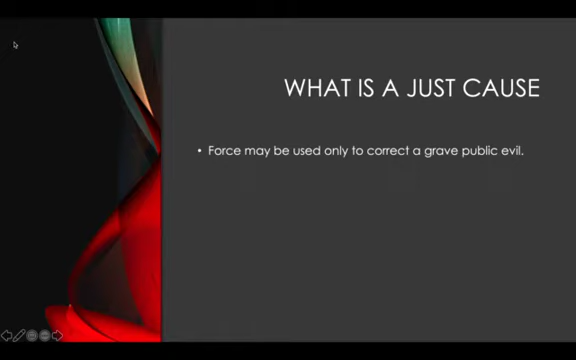 WHAT IS A JUST CAUSE
• Force may be used only to correct a grave public evil.